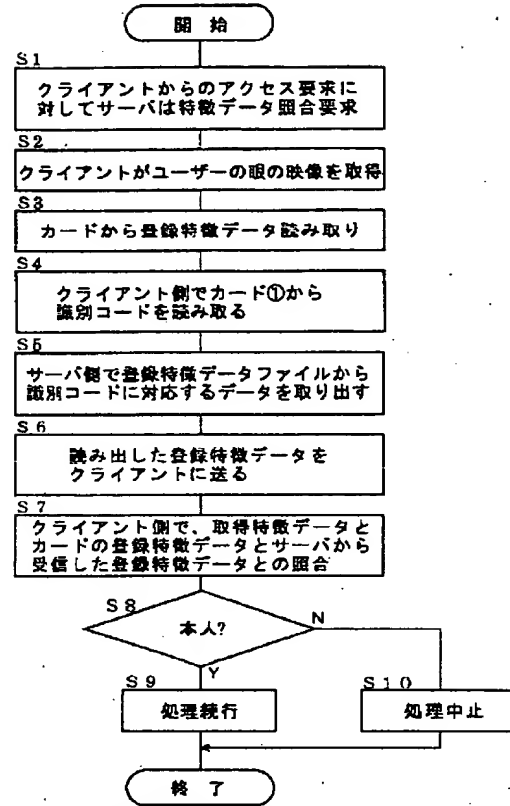 開 始
S1
クライアントからのアクセス要求に
対してサーバは特徴データ照合要求
S2
クライアントがユーザーの眼の映像を取得
S3
カードから登録特徴データ読み取り
S4
クライアント側でカード①から
識別コードを読み取る
S5
サーバ側で登録特徴データファイルから
識別コードに対応するデータを取り出す
S6
読み出した登録特徴データを
クライアントに送る
S7
クライアント側で、取得特徴データと
カードの登録特徴データとサーバから
受信した登録特徴データとの照合
S8
本人?
N
Y
S9
処理続行
S10
処理中止
終 了